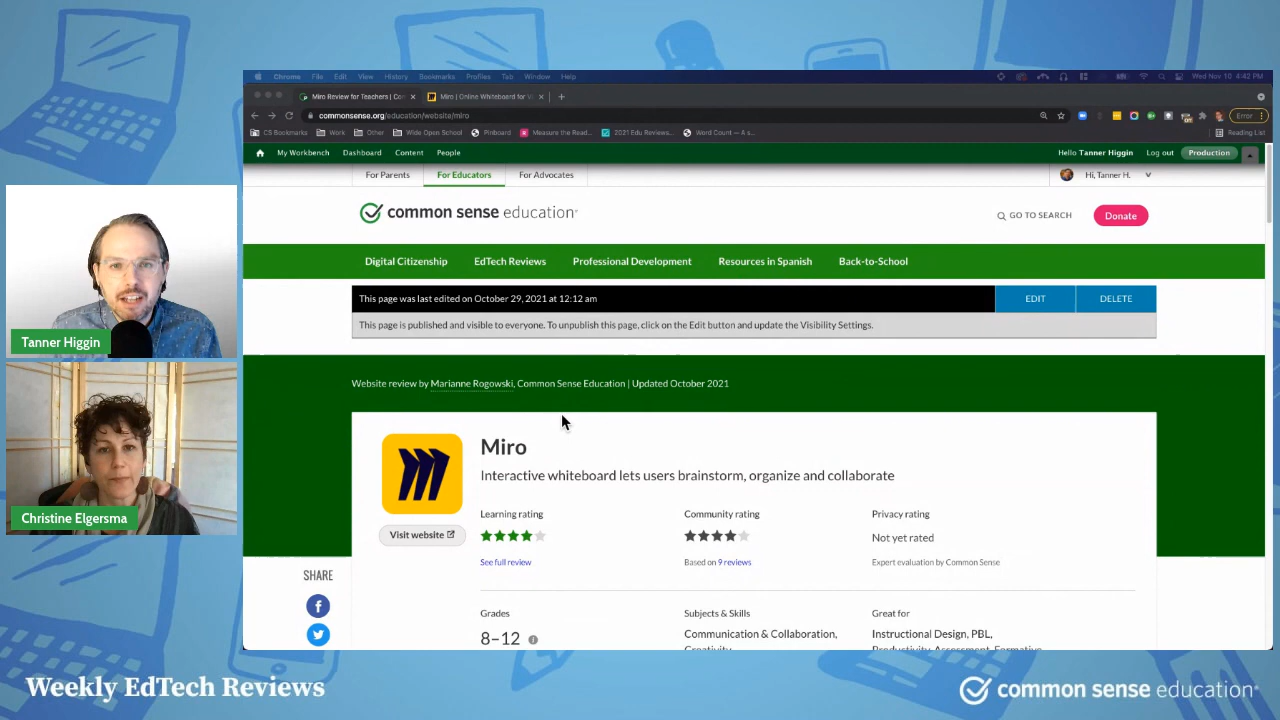 Chrome File Edit View History Bookmarks Profiles Tab Window Help Wed Nov 10 4:42 PM
Miro Review for Teachers | Co Miro | Online Whiteboard for
commonsense.org/education/website/miro Error
CS Bookmarks Work Other Wide Open School Pinboard Measure the Read... 2021 Edu Reviews... Word Count — A s... Reading List
My Workbench Dashboard Content People Hello Tanner Higgin Log out Production
For Parents For Educators For Advocates Hi, Tanner H.
common sense education® GO TO SEARCH Donate
Digital Citizenship EdTech Reviews Professional Development Resources in Spanish Back-to-School
This page was last edited on October 29, 2021 at 12:12 am EDIT DELETE
This page is published and visible to everyone. To unpublish this page, click on the Edit button and update the Visibility Settings.
Website review by Marianne Rogowski, Common Sense Education | Updated October 2021
Miro
Interactive whiteboard lets users brainstorm, organize and collaborate
Learning rating Community rating Privacy rating
Visit website Not yet rated
See full review Based on 9 reviews Expert evaluation by Common Sense
SHARE
Grades Subjects & Skills Great for
8–12 Communication & Collaboration, Instructional Design, PBL,
Creativity Productivity, Assessment, Formative
Tanner Higgin
Christine Elgersma
Weekly EdTech Reviews common sense education®